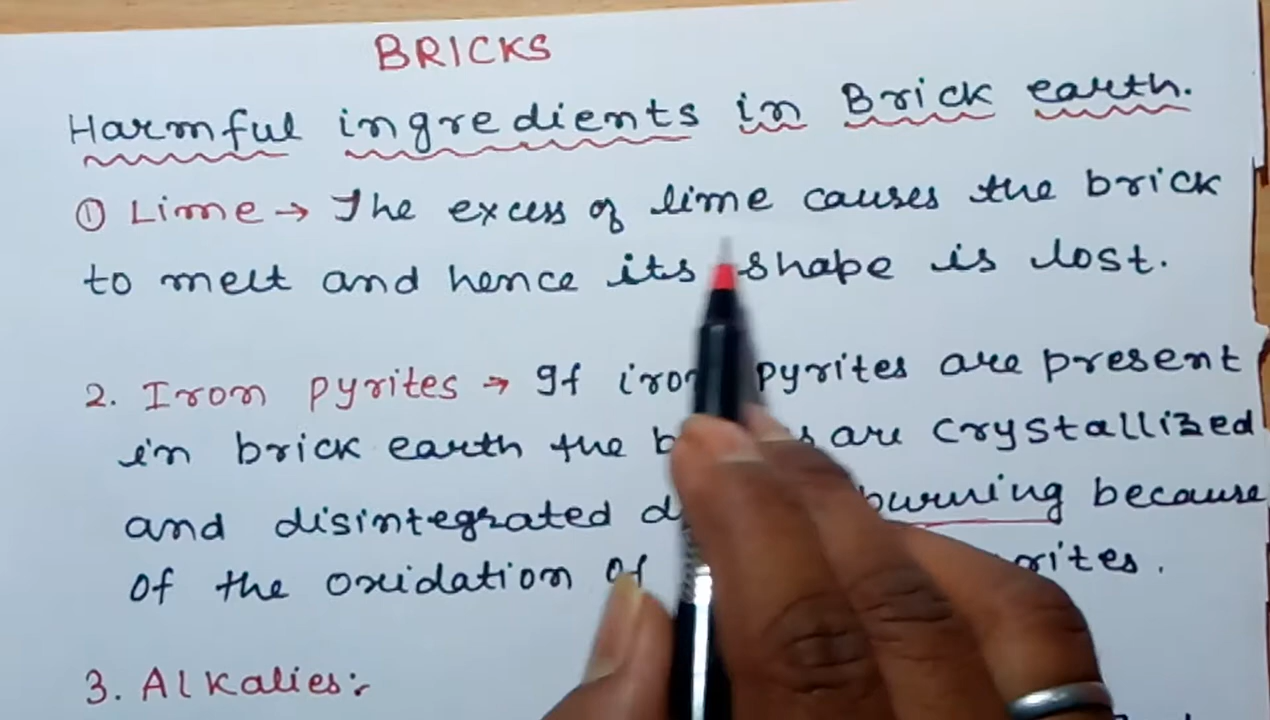 BRICKS
Harmful ingredients in Brick earth.
① Lime → The excess of lime causes the brick
to melt and hence its shape is lost.
2. Iron pyrites → If iron pyrites are present
in brick earth the are crystallized
and disintegrated burning because
of the oxidation of
3. Alkalies:-